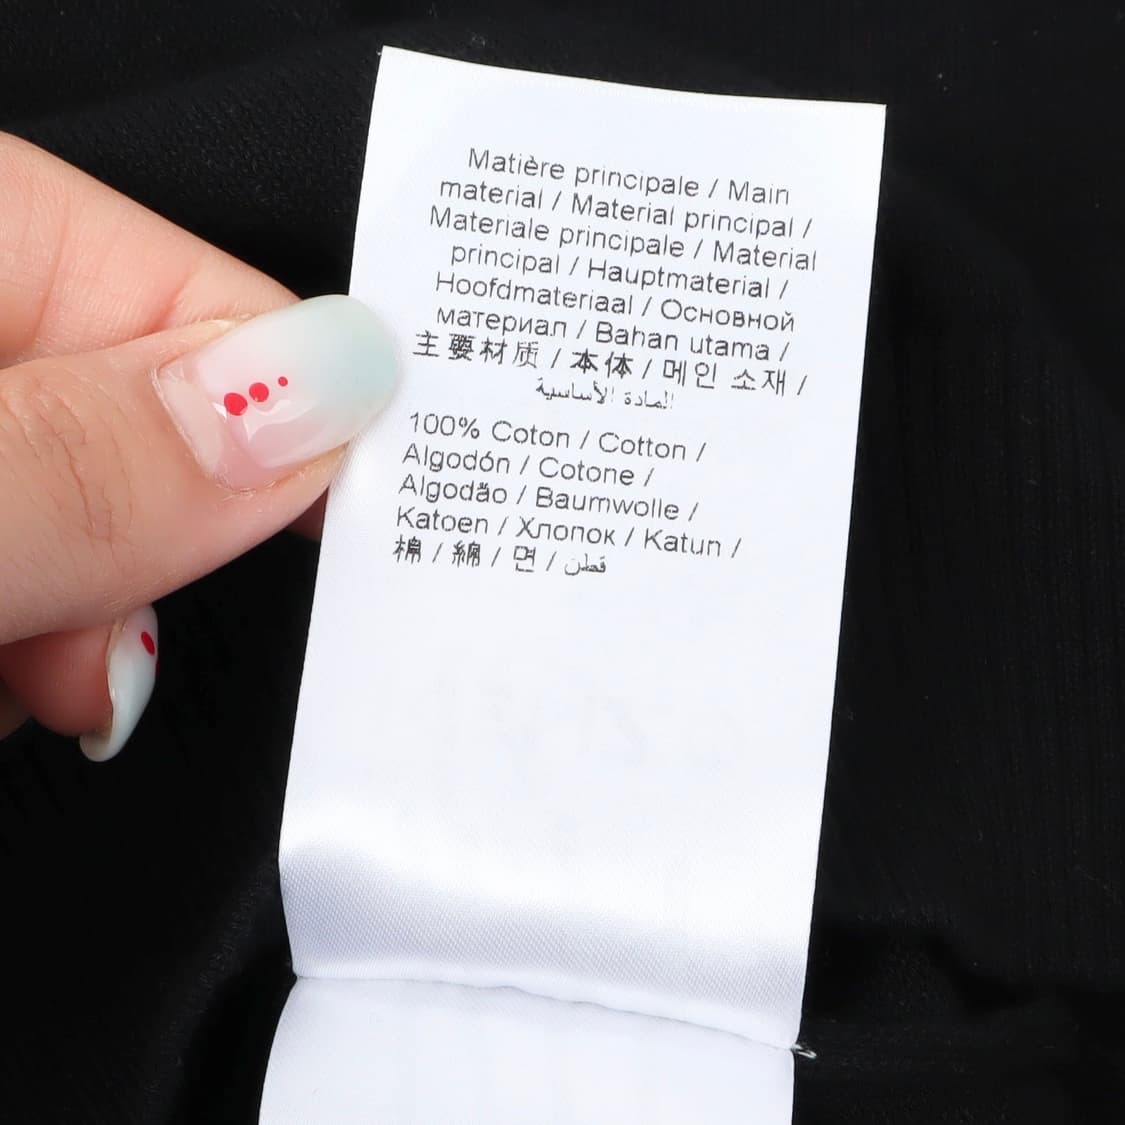 Matière principale / Main
material / Material principal /
Materiale principale / Material
principal / Hauptmaterial /
Hoofdmateriaal / Основной
материал / Bahan utama /
主要材质 / 本体 / 메인 소재 /
المادة الأساسية
100% Coton / Cotton /
Algodón / Cotone /
Algodão / Baumwolle /
Katoen / Хлопок / Katun /
棉 / 綿 / 면 / قطن